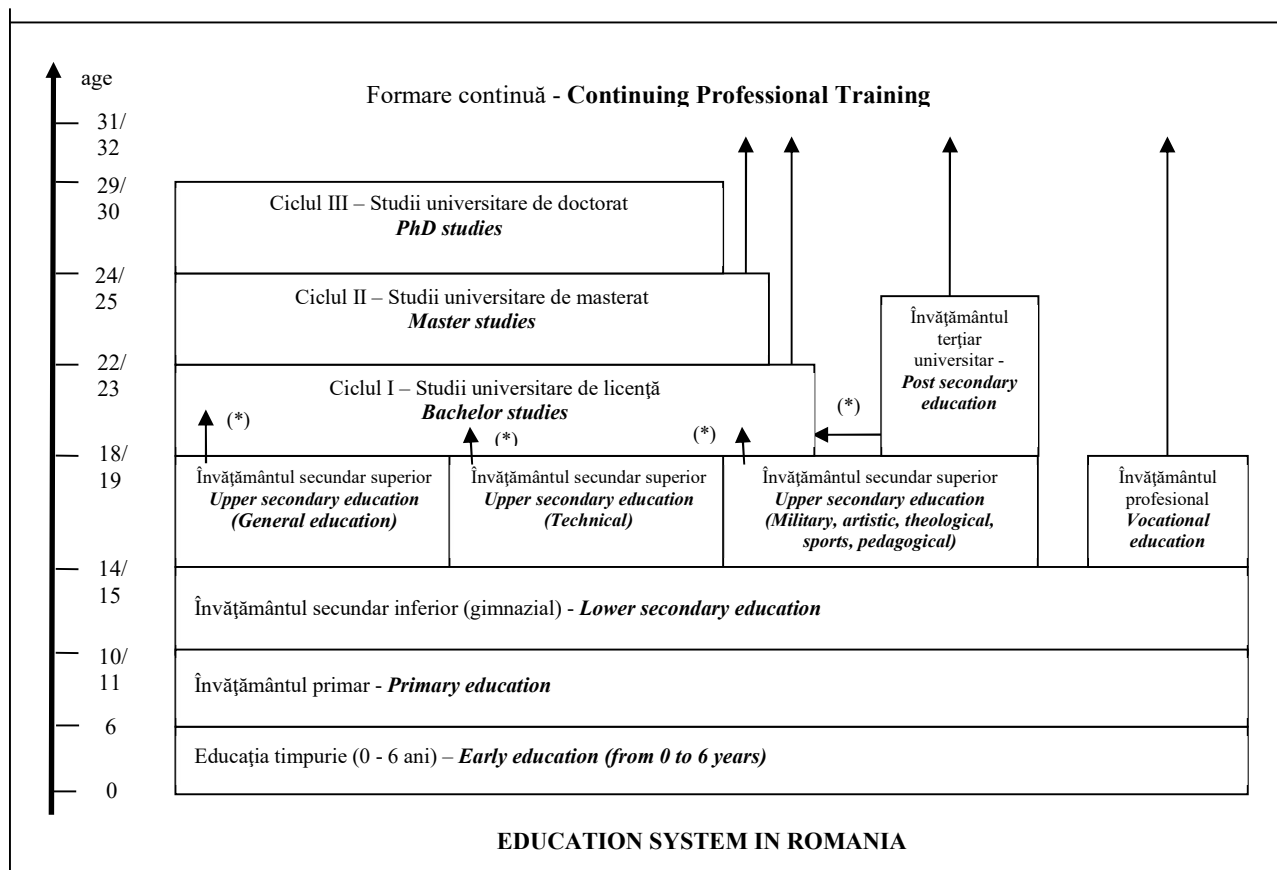 age
Formare continuă - Continuing Professional Training
31/
32
29/
30
Ciclul III – Studii universitare de doctorat
PhD studies
24/
25
Ciclul II – Studii universitare de masterat
Master studies
Învăţământul
terţiar
universitar -
Post secondary
education
22/
23
Ciclul I – Studii universitare de licenţă
Bachelor studies
(*)
(*)
(*)
(*)
18/
19
Învăţământul secundar superior
Upper secondary education
(General education)
Învăţământul secundar superior
Upper secondary education
(Technical)
Învăţământul secundar superior
Upper secondary education
(Military, artistic, theological,
sports, pedagogical)
Învăţământul
profesional
Vocational
education
14/
15
Învăţământul secundar inferior (gimnazial) - Lower secondary education
10/
11
Învăţământul primar - Primary education
6
Educaţia timpurie (0 - 6 ani) – Early education (from 0 to 6 years)
0
EDUCATION SYSTEM IN ROMANIA